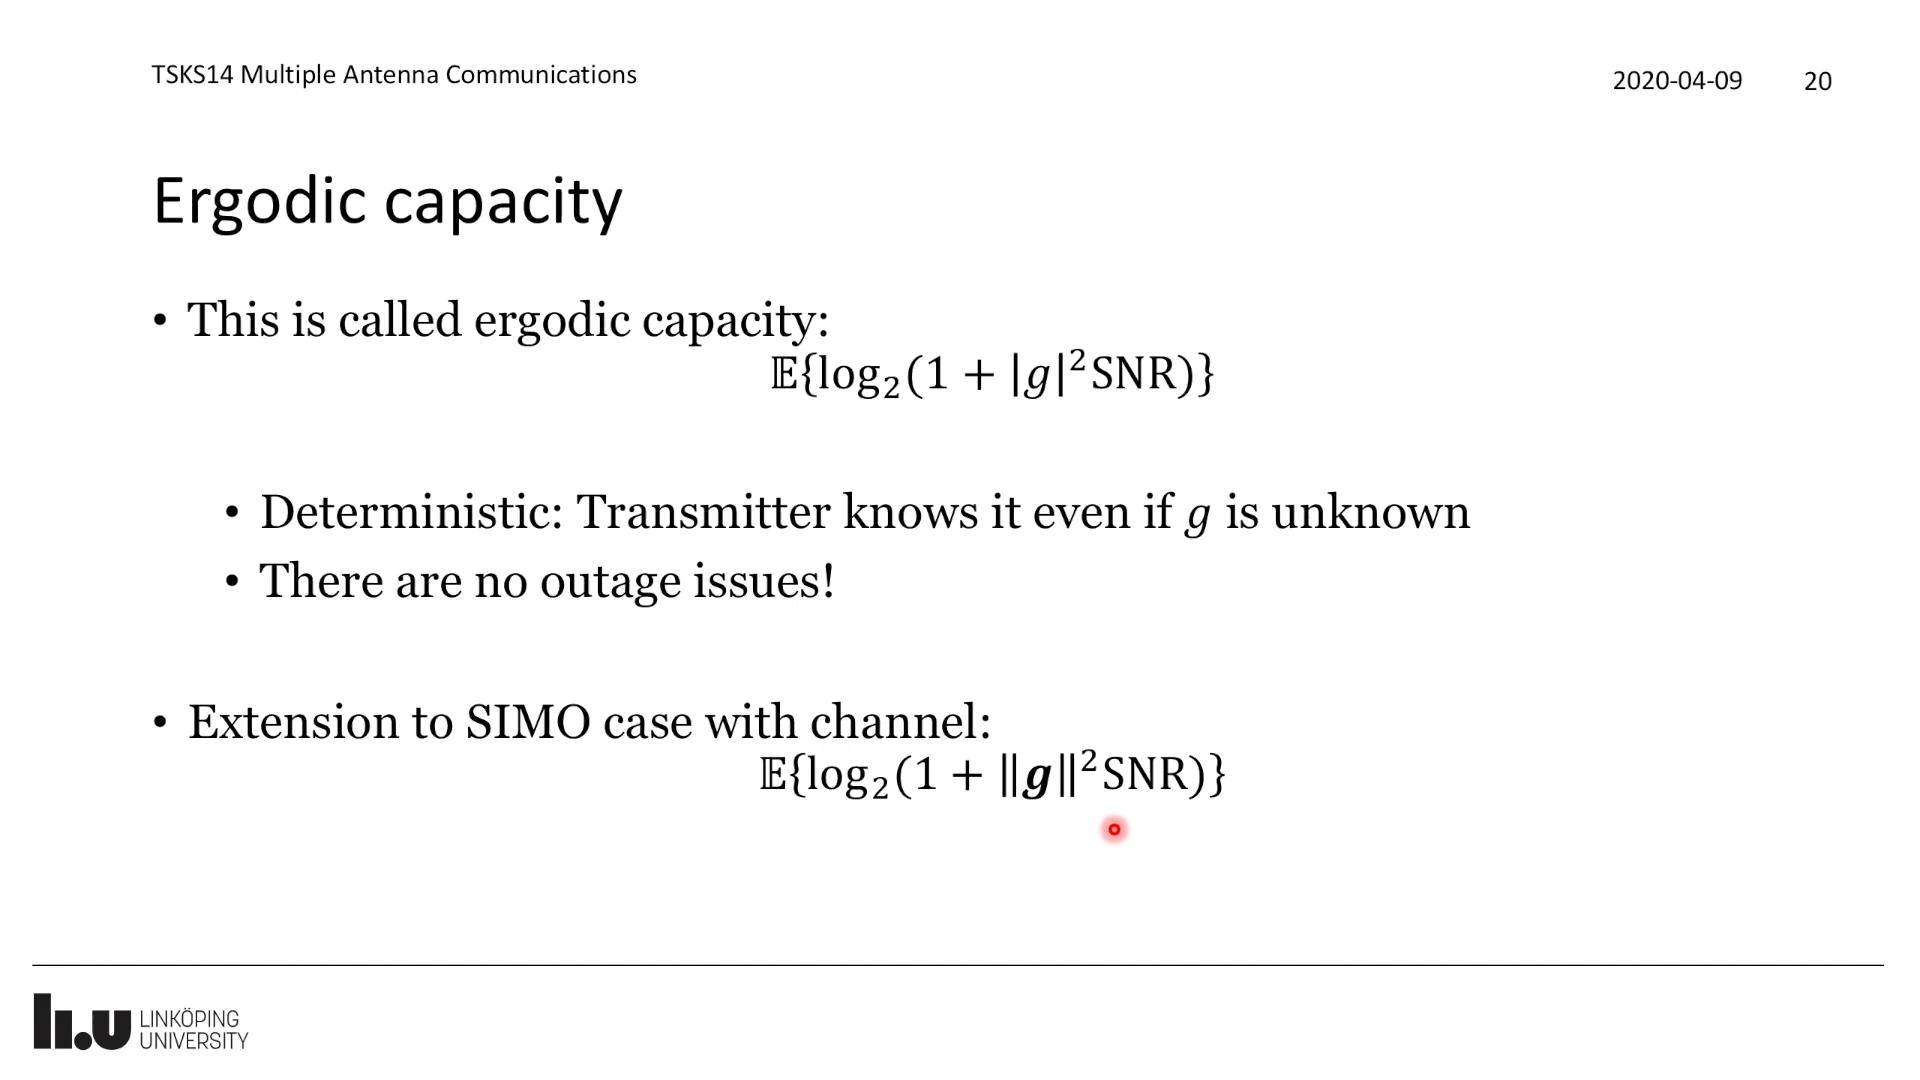 TSKS14 Multiple Antenna Communications
2020-04-09 20
Ergodic capacity
• This is called ergodic capacity:
𝔼{log₂(1 + |g|²SNR)}
• Deterministic: Transmitter knows it even if g is unknown
• There are no outage issues!
• Extension to SIMO case with channel:
𝔼{log₂(1 + ‖𝒈‖²SNR)}
li.u LINKÖPING
UNIVERSITY